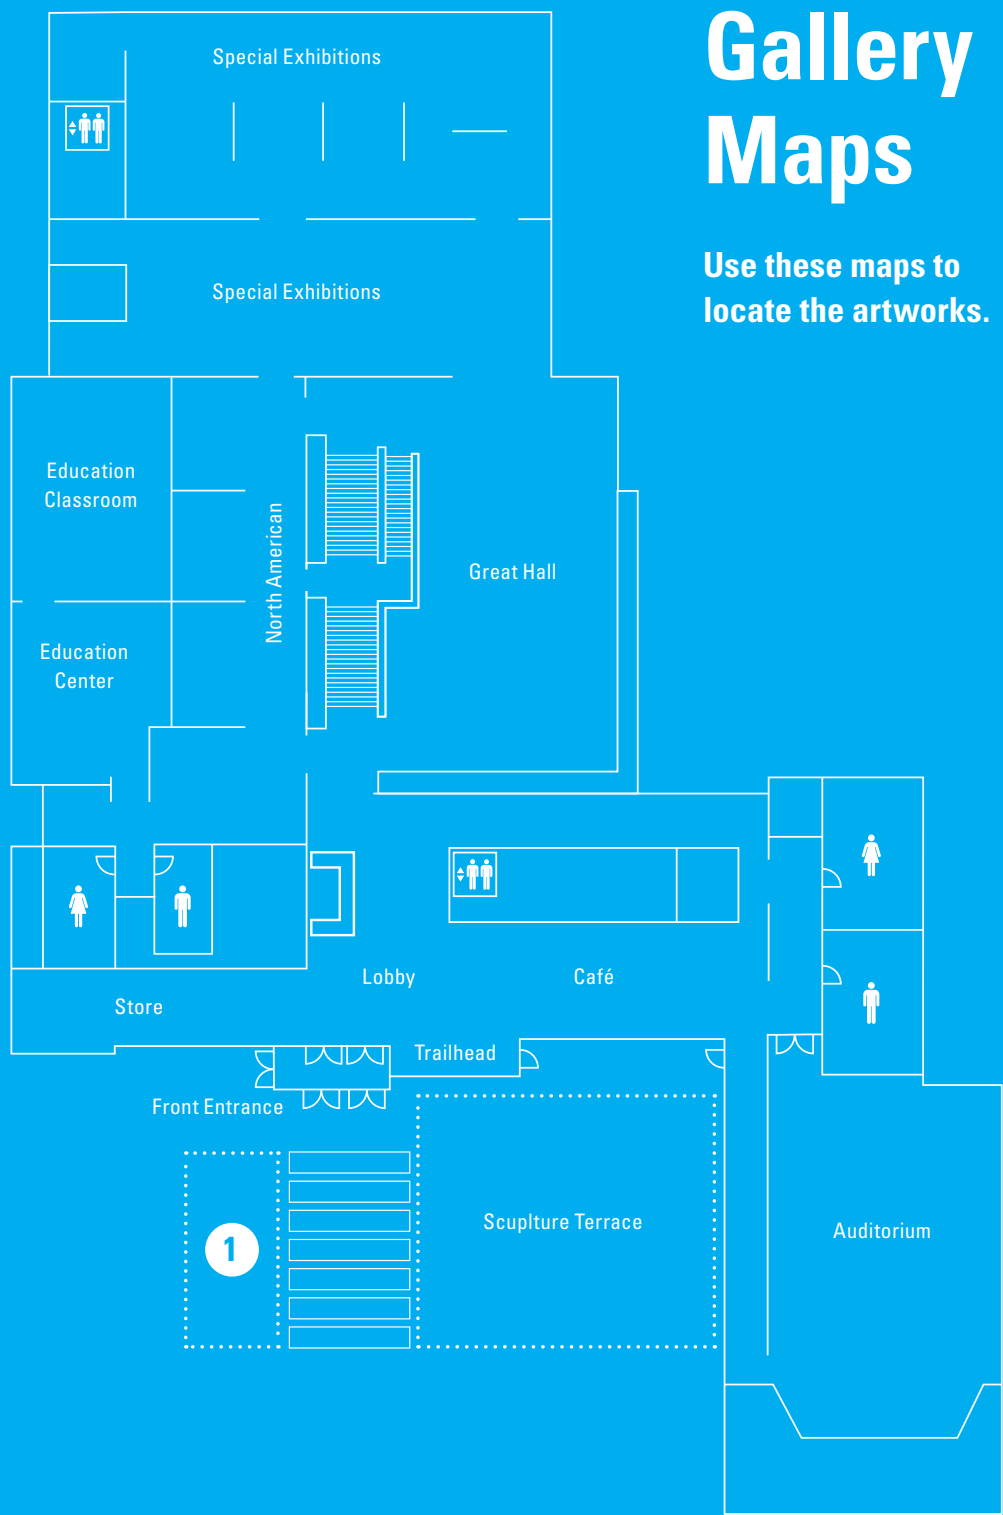 Gallery
Maps
Use these maps to
locate the artworks.
Special Exhibitions
Special Exhibitions
Education
Classroom
North American
Great Hall
Education
Center
Lobby
Café
Store
Trailhead
Front Entrance
1
Scuplture Terrace
Auditorium